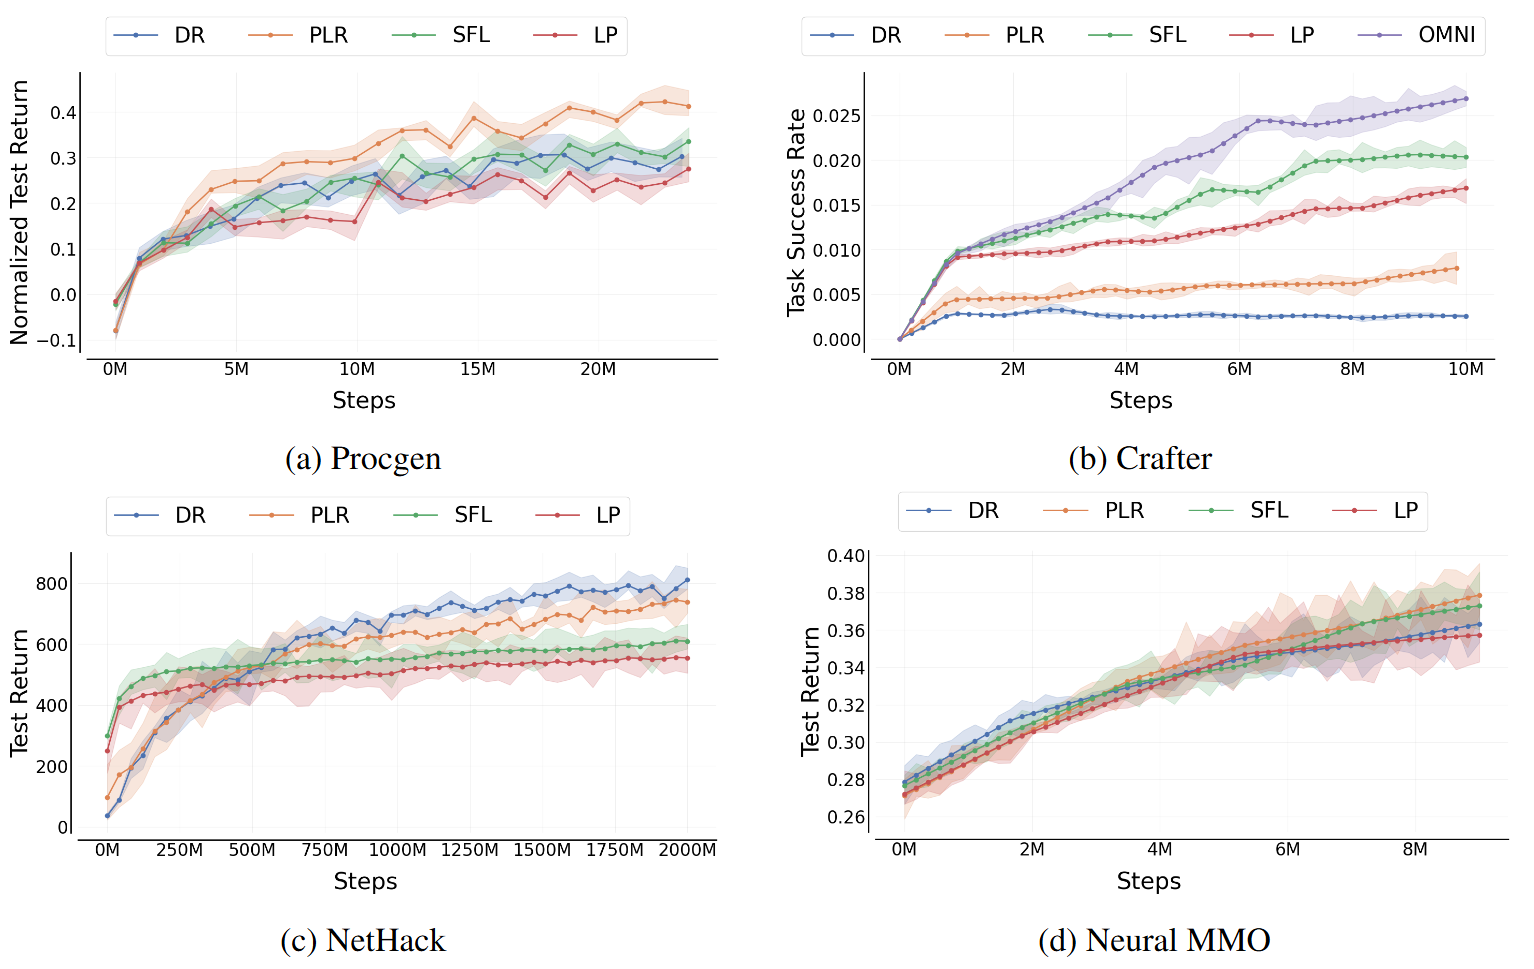 DR PLR SFL LP
Normalized Test Return
0.4
0.3
0.2
0.1
0.0
−0.1
0M 5M 10M 15M 20M
Steps
(a) Procgen
DR PLR SFL LP OMNI
Task Success Rate
0.025
0.020
0.015
0.010
0.005
0.000
0M 2M 4M 6M 8M 10M
Steps
(b) Crafter
DR PLR SFL LP
Test Return
800
600
400
200
0
0M 250M 500M 750M 1000M 1250M 1500M 1750M 2000M
Steps
(c) NetHack
DR PLR SFL LP
Test Return
0.40
0.38
0.36
0.34
0.32
0.30
0.28
0.26
0M 2M 4M 6M 8M
Steps
(d) Neural MMO